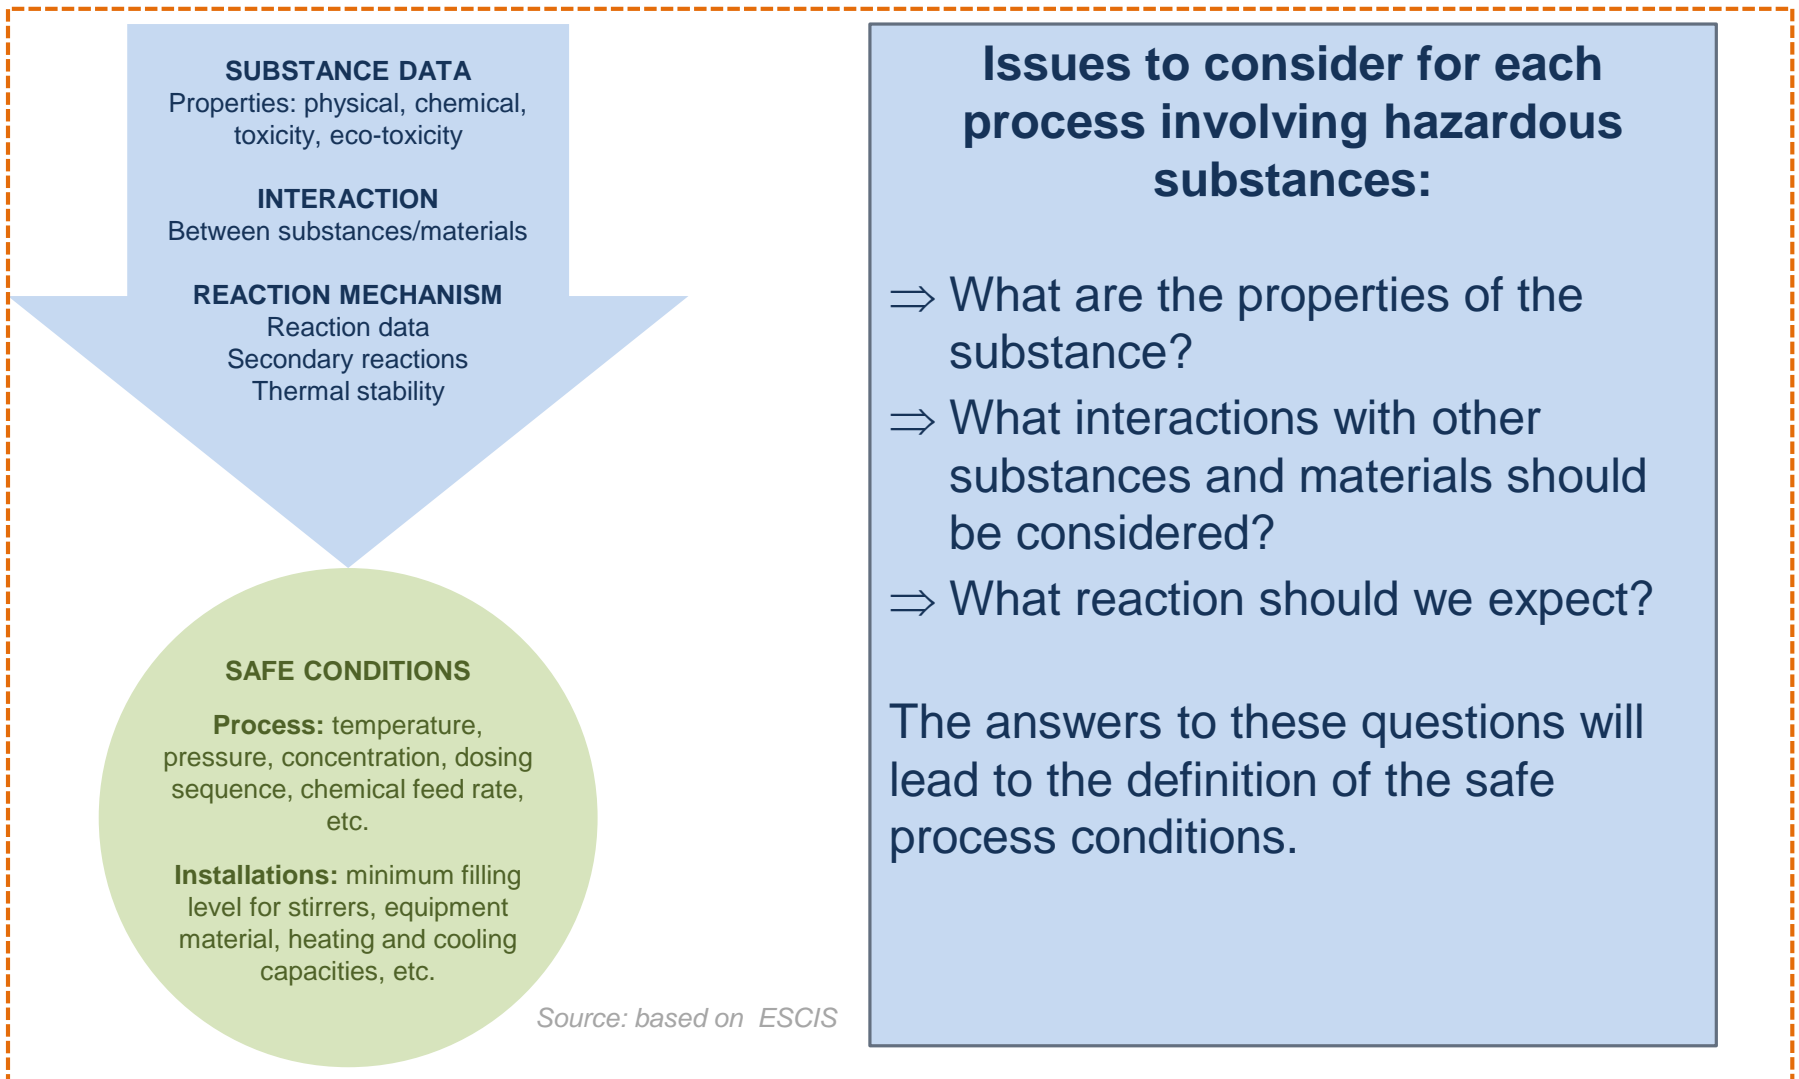 SUBSTANCE DATA
Properties: physical, chemical,
toxicity, eco-toxicity
INTERACTION
Between substances/materials
REACTION MECHANISM
Reaction data
Secondary reactions
Thermal stability
SAFE CONDITIONS
Process: temperature,
pressure, concentration, dosing
sequence, chemical feed rate,
etc.
Installations: minimum filling
level for stirrers, equipment
material, heating and cooling
capacities, etc.
Source: based on ESCIS
Issues to consider for each
process involving hazardous
substances:
⇒ What are the properties of the
substance?
⇒ What interactions with other
substances and materials should
be considered?
⇒ What reaction should we expect?
The answers to these questions will
lead to the definition of the safe
process conditions.